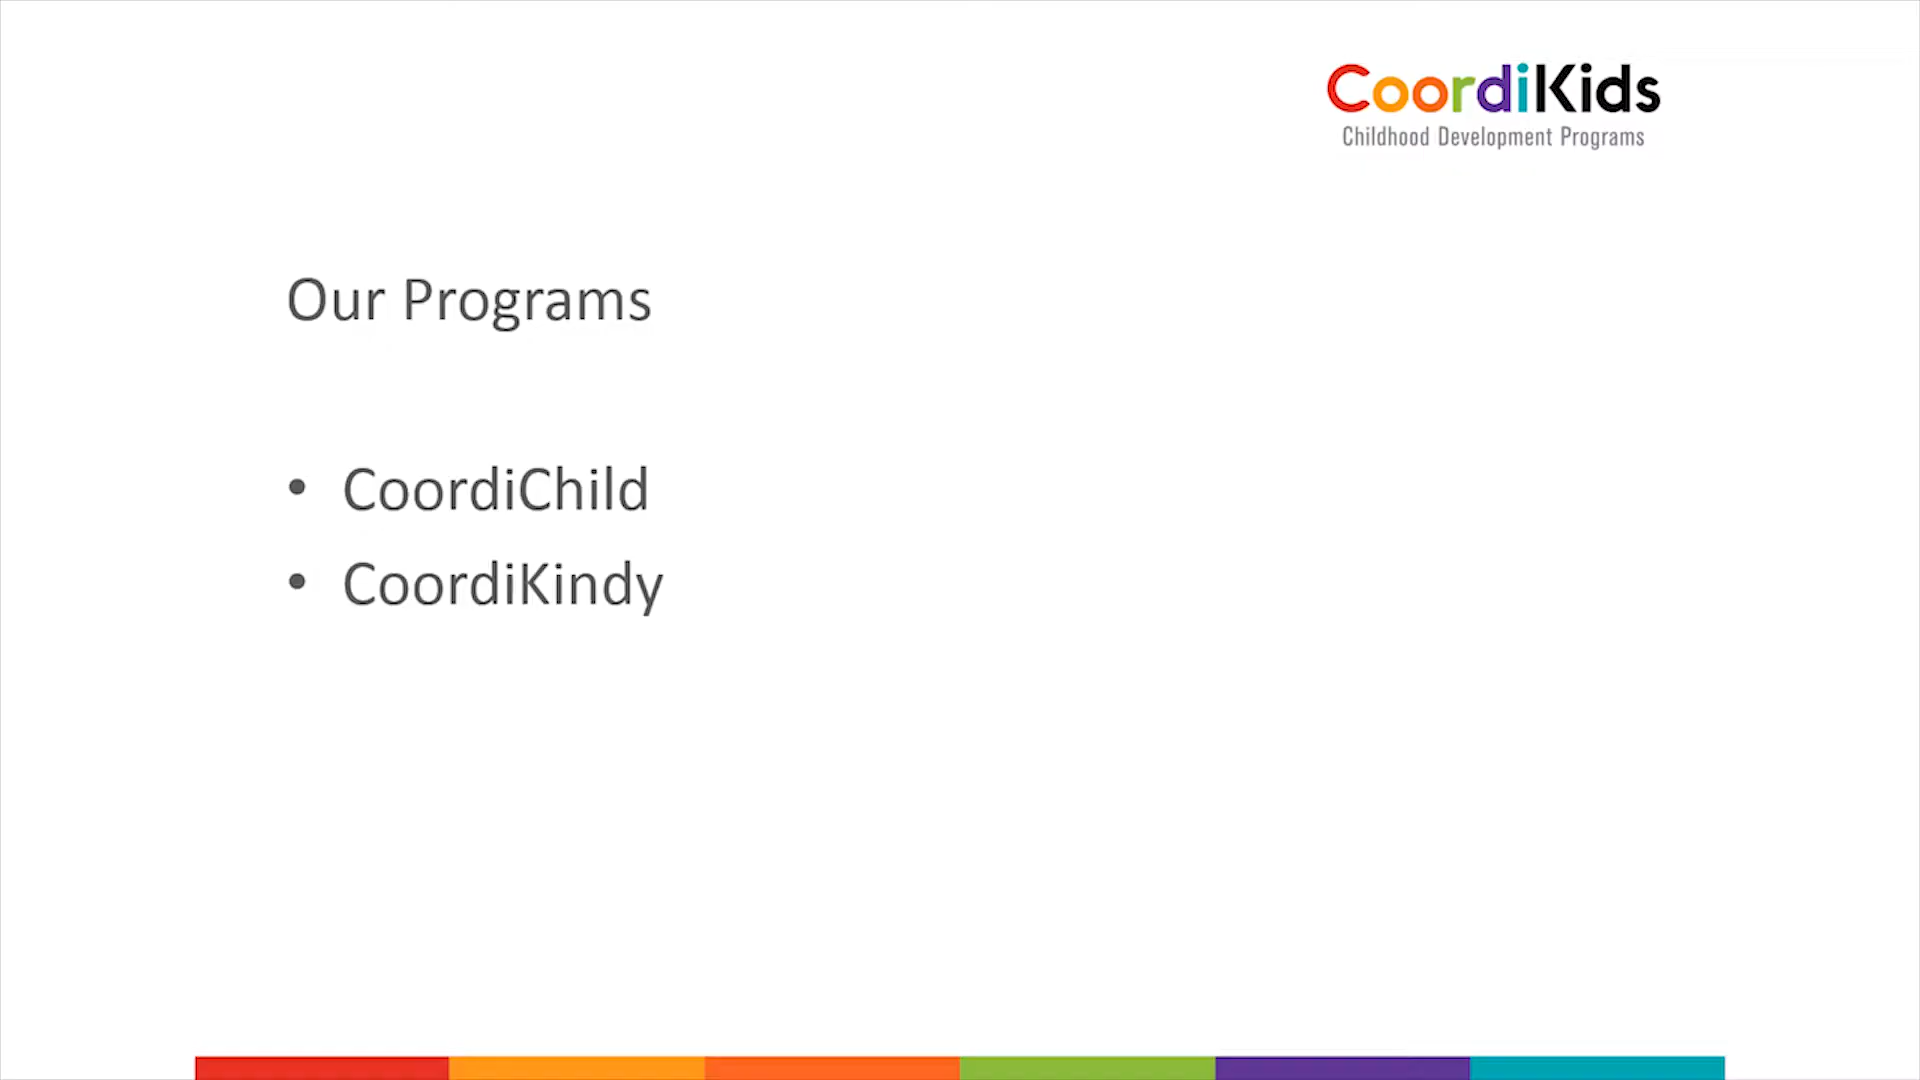 CoordiKids
Childhood Development Programs
Our Programs
• CoordiChild
• CoordiKindy